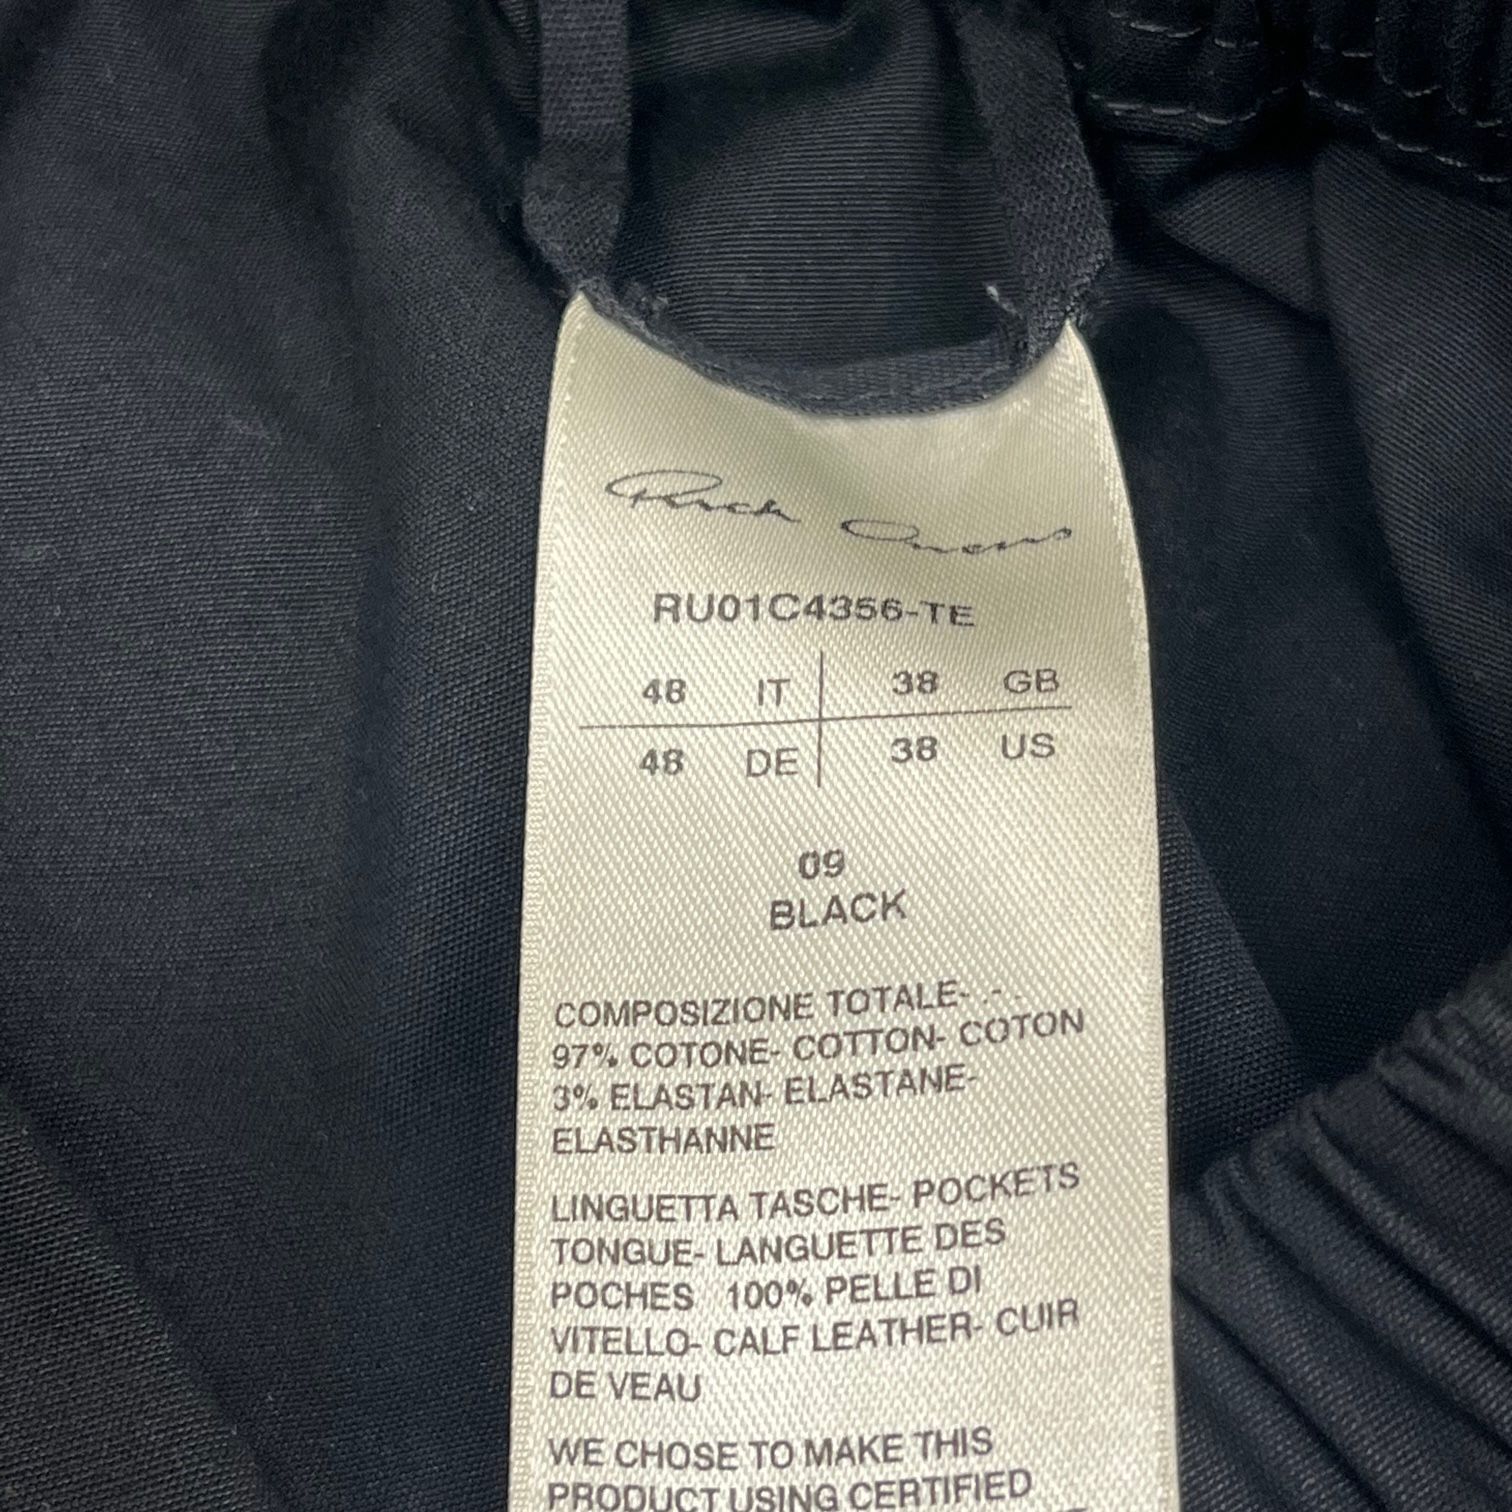 Rick Owens
RU01C4356-TE
48 IT 38 GB
48 DE 38 US
09
BLACK
COMPOSIZIONE TOTALE- .- .
97% COTONE- COTTON- COTON
3% ELASTAN- ELASTANE-
ELASTHANNE
LINGUETTA TASCHE- POCKETS
TONGUE- LANGUETTE DES
POCHES 100% PELLE DI
VITELLO- CALF LEATHER- CUIR
DE VEAU
WE CHOSE TO MAKE THIS
PRODUCT USING CERTIFIED